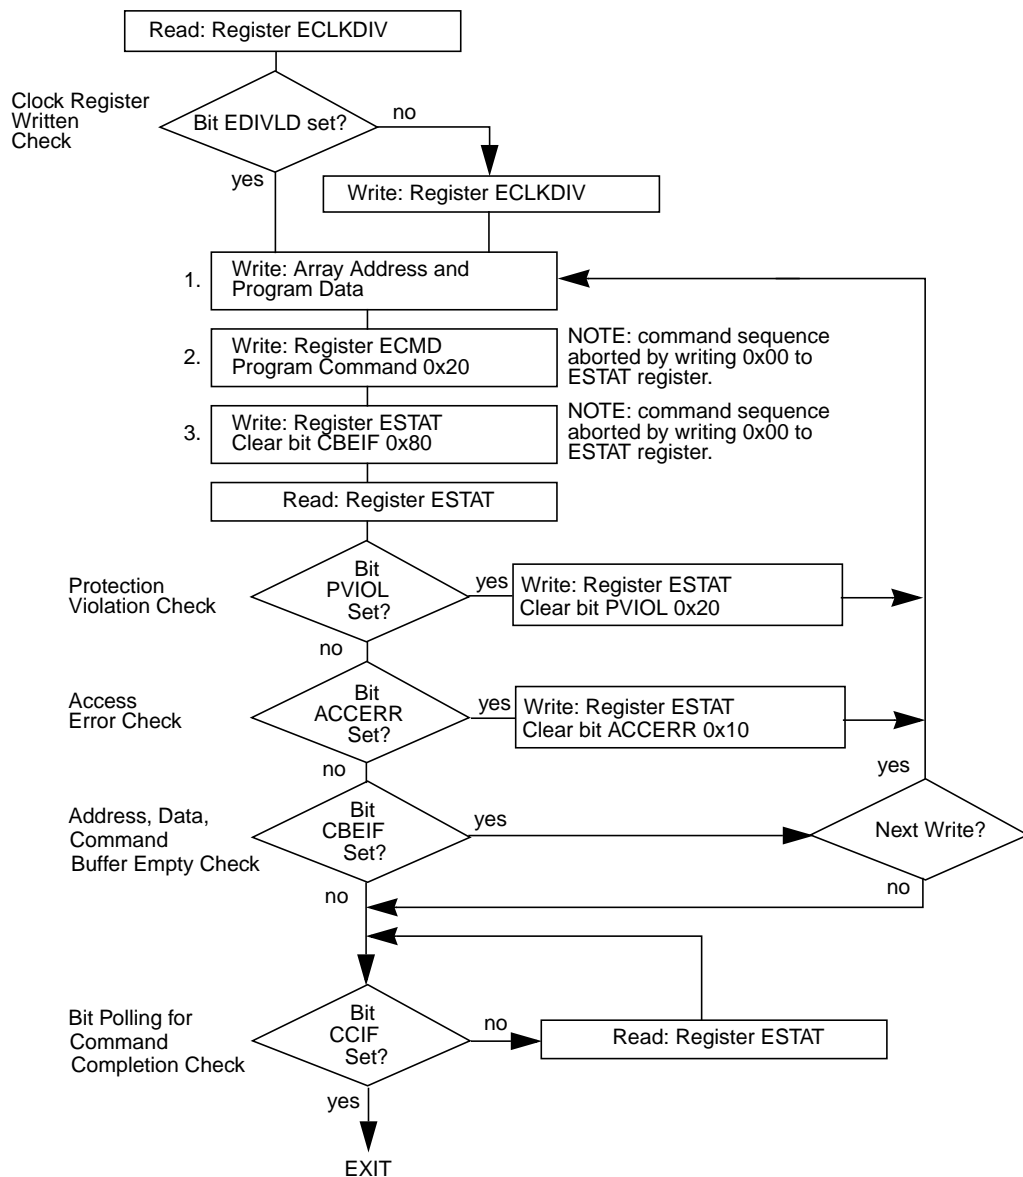 Read: Register ECLKDIV
Clock Register
Written
Check
Bit EDIVLD set?
no
yes
Write: Register ECLKDIV
1.
Write: Array Address and
Program Data
2.
Write: Register ECMD
Program Command 0x20
NOTE: command sequence
aborted by writing 0x00 to
ESTAT register.
3.
Write: Register ESTAT
Clear bit CBEIF 0x80
NOTE: command sequence
aborted by writing 0x00 to
ESTAT register.
Read: Register ESTAT
Protection
Violation Check
Bit
PVIOL
Set?
yes
Write: Register ESTAT
Clear bit PVIOL 0x20
no
Access
Error Check
Bit
ACCERR
Set?
yes
Write: Register ESTAT
Clear bit ACCERR 0x10
no
yes
Address, Data,
Command
Buffer Empty Check
Bit
CBEIF
Set?
yes
Next Write?
no
no
Bit Polling for
Command
Completion Check
Bit
CCIF
Set?
no
Read: Register ESTAT
yes
EXIT